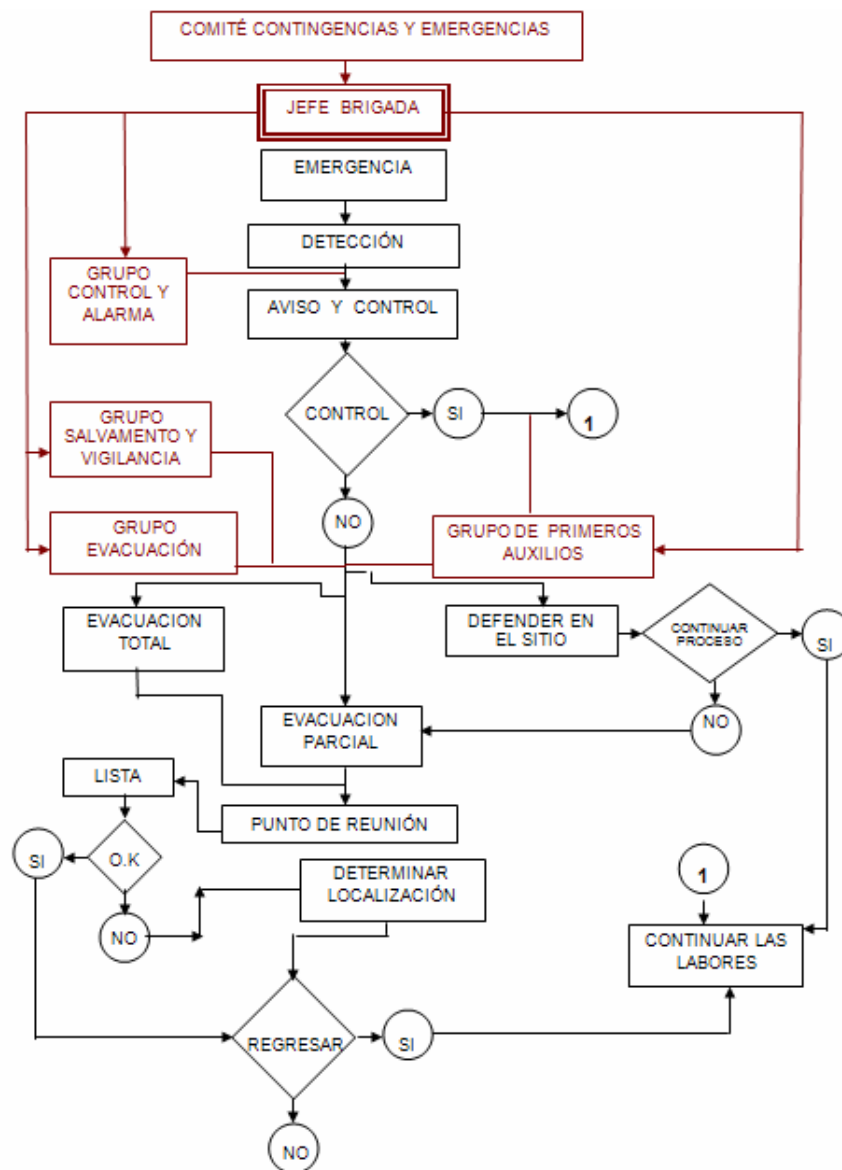 COMITÉ CONTINGENCIAS Y EMERGENCIAS
JEFE BRIGADA
EMERGENCIA
DETECCIÓN
GRUPO
CONTROL Y
ALARMA
AVISO Y CONTROL
CONTROL
SI
1
GRUPO
SALVAMENTO Y
VIGILANCIA
NO
GRUPO
EVACUACIÓN
GRUPO DE PRIMEROS
AUXILIOS
EVACUACION
TOTAL
DEFENDER EN
EL SITIO
CONTINUAR
PROCESO
SI
NO
EVACUACION
PARCIAL
LISTA
PUNTO DE REUNIÓN
SI
O.K
NO
DETERMINAR
LOCALIZACIÓN
1
CONTINUAR LAS
LABORES
REGRESAR
SI
NO